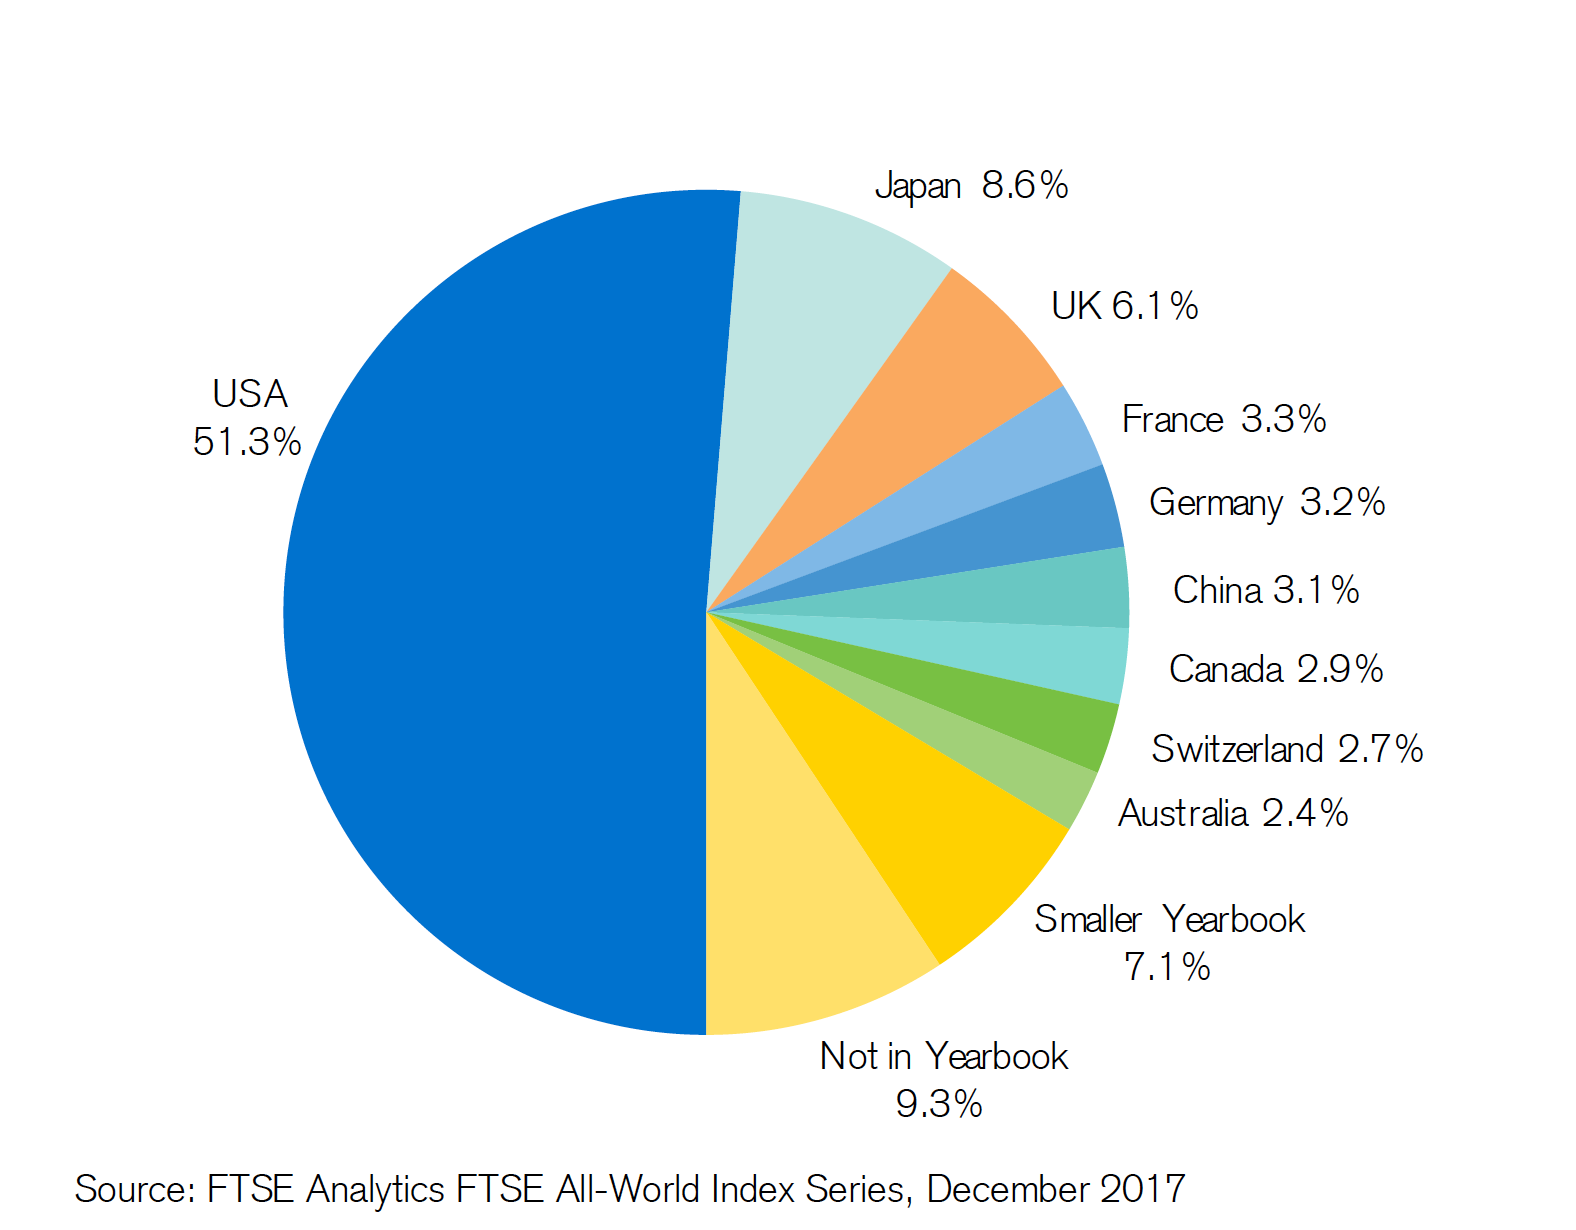 Japan 8.6%
UK 6.1%
USA
51.3%
France 3.3%
Germany 3.2%
China 3.1%
Canada 2.9%
Switzerland 2.7%
Australia 2.4%
Smaller Yearbook
7.1%
Not in Yearbook
9.3%
Source: FTSE Analytics FTSE All-World Index Series, December 2017